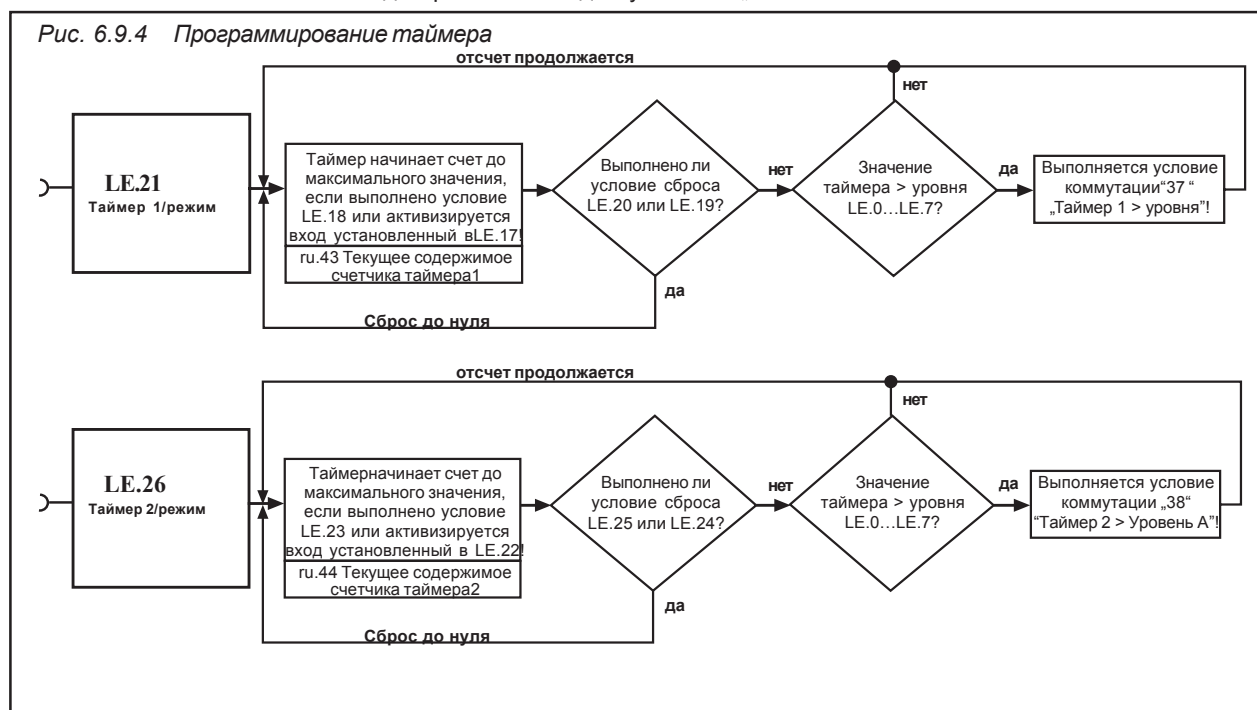 Рис. 6.9.4 Программирование таймера
отсчет продолжается
нет
LE.21
Таймер 1/режим
Таймер начинает счет до
максимального значения,
если выполнено условие
LE.18 или активизируется
вход установленный вLE.17!
ru.43 Текущее содержимое
счетчика таймера1
Выполнено ли
условие сброса
LE.20 или LE.19?
нет
Значение
таймера > уровня
LE.0...LE.7?
да
Выполняется условие
коммутации“37 “
„Таймер 1 > уровня”!
да
Сброс до нуля
отсчет продолжается
нет
LE.26
Таймер 2/режим
Таймерначинает счет до
максимального значения,
если выполнено условие
LE.23 или активизируется
вход установленный в LE.22!
ru.44 Текущее содержимое
счетчика таймера2
Выполнено ли
условие сброса
LE.25 или LE.24?
нет
Значение
таймера > уровня
LE.0...LE.7?
да
Выполняется условие
коммутации „38“
“Таймер 2 > Уровень А”!
да
Сброс до нуля